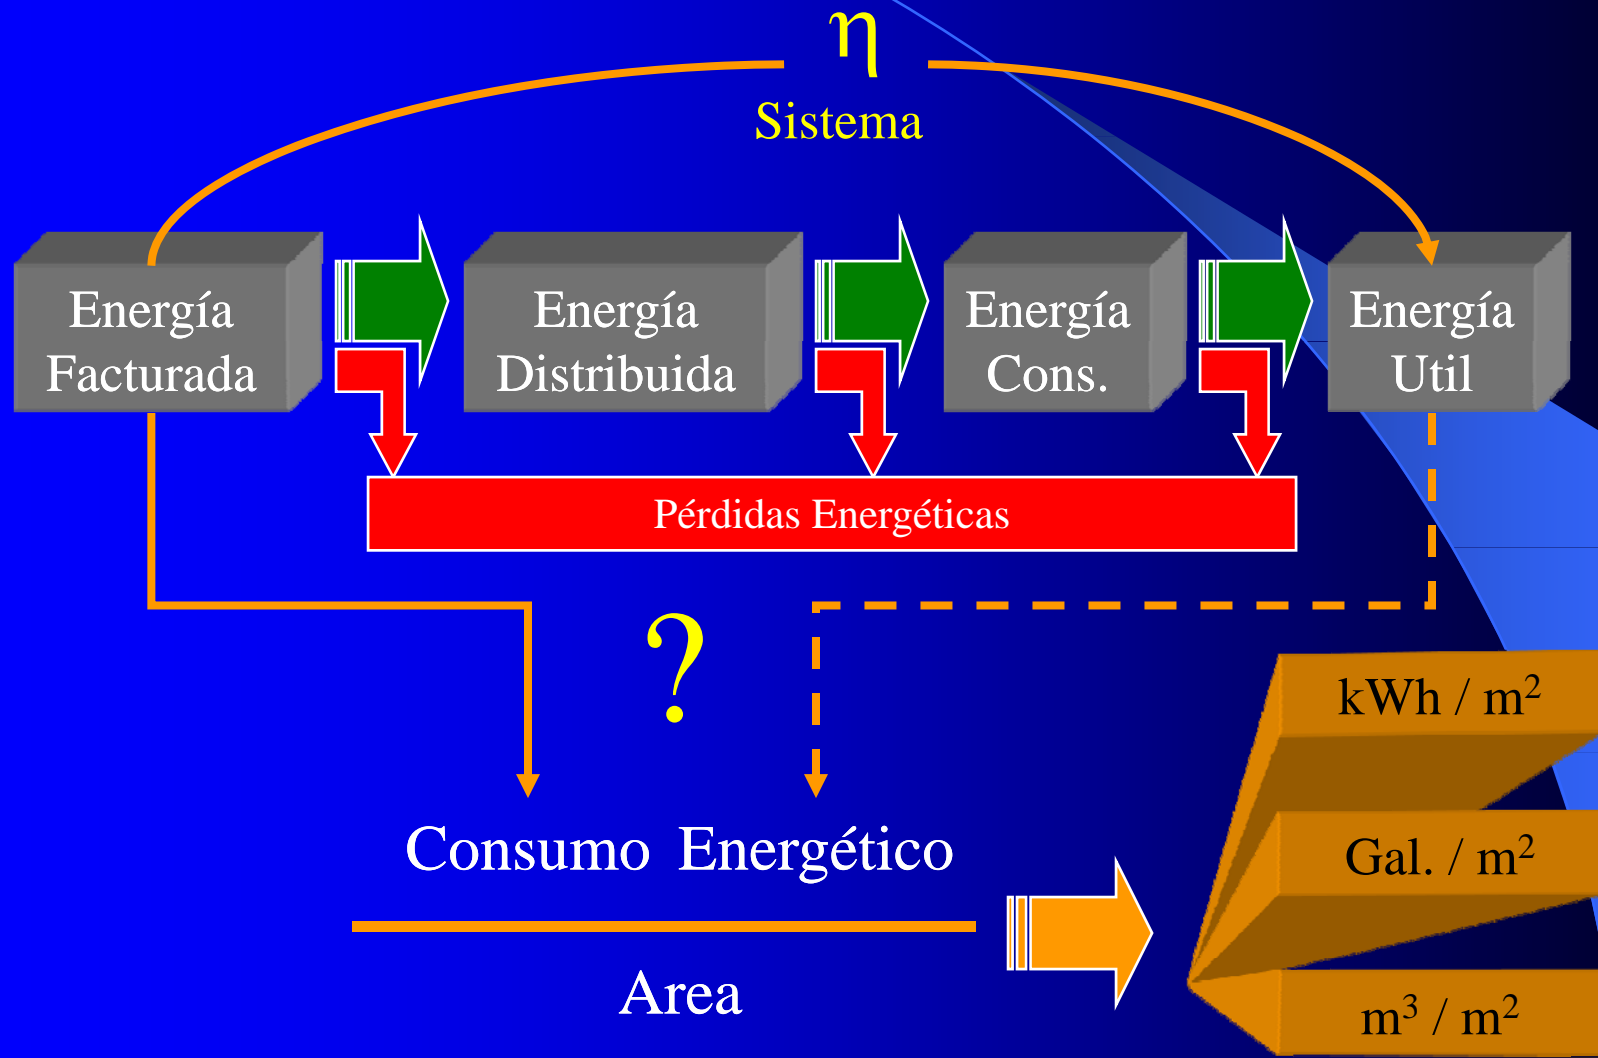 η
Sistema
Energía
Facturada
Energía
Distribuida
Energía
Cons.
Energía
Util
Pérdidas Energéticas
?
kWh / m²
Consumo Energético
Gal. / m²
Area
m³ / m²